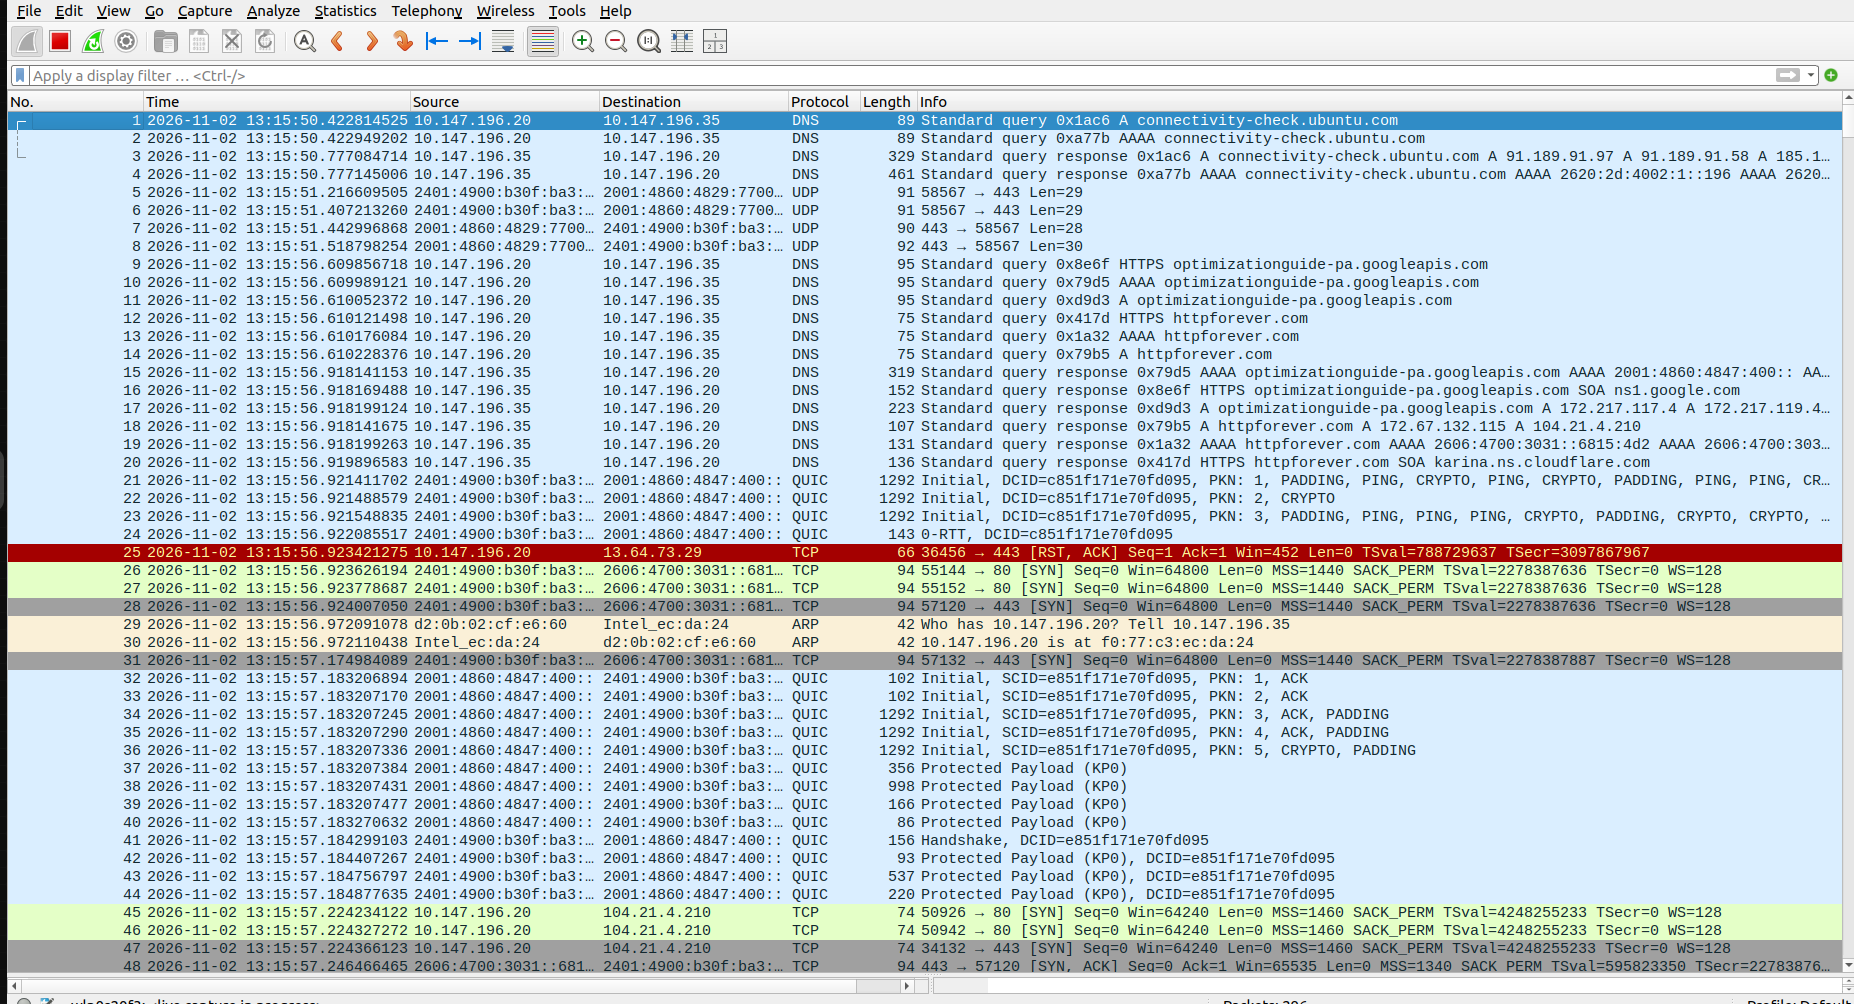 File Edit View Go Capture Analyze Statistics Telephony Wireless Tools Help
Apply a display filter … <Ctrl-/>
No. Time Source Destination Protocol Length Info
1 2026-11-02 13:15:50.422814525 10.147.196.20 10.147.196.35 DNS 89 Standard query 0x1ac6 A connectivity-check.ubuntu.com
2 2026-11-02 13:15:50.422949202 10.147.196.20 10.147.196.35 DNS 89 Standard query 0xa77b AAAA connectivity-check.ubuntu.com
3 2026-11-02 13:15:50.777084714 10.147.196.35 10.147.196.20 DNS 329 Standard query response 0x1ac6 A connectivity-check.ubuntu.com A 91.189.91.97 A 91.189.91.58 A 185.1…
4 2026-11-02 13:15:50.777145006 10.147.196.35 10.147.196.20 DNS 461 Standard query response 0xa77b AAAA connectivity-check.ubuntu.com AAAA 2620:2d:4002:1::196 AAAA 2620…
5 2026-11-02 13:15:51.216609505 2401:4900:b30f:ba3:… 2001:4860:4829:7700… UDP 91 58567 → 443 Len=29
6 2026-11-02 13:15:51.407213260 2401:4900:b30f:ba3:… 2001:4860:4829:7700… UDP 91 58567 → 443 Len=29
7 2026-11-02 13:15:51.442996868 2001:4860:4829:7700… 2401:4900:b30f:ba3:… UDP 90 443 → 58567 Len=28
8 2026-11-02 13:15:51.518798254 2001:4860:4829:7700… 2401:4900:b30f:ba3:… UDP 92 443 → 58567 Len=30
9 2026-11-02 13:15:56.609856718 10.147.196.20 10.147.196.35 DNS 95 Standard query 0x8e6f HTTPS optimizationguide-pa.googleapis.com
10 2026-11-02 13:15:56.609989121 10.147.196.20 10.147.196.35 DNS 95 Standard query 0x79d5 AAAA optimizationguide-pa.googleapis.com
11 2026-11-02 13:15:56.610052372 10.147.196.20 10.147.196.35 DNS 95 Standard query 0xd9d3 A optimizationguide-pa.googleapis.com
12 2026-11-02 13:15:56.610121498 10.147.196.20 10.147.196.35 DNS 75 Standard query 0x417d HTTPS httpforever.com
13 2026-11-02 13:15:56.610176084 10.147.196.20 10.147.196.35 DNS 75 Standard query 0x1a32 AAAA httpforever.com
14 2026-11-02 13:15:56.610228376 10.147.196.20 10.147.196.35 DNS 75 Standard query 0x79b5 A httpforever.com
15 2026-11-02 13:15:56.918141153 10.147.196.35 10.147.196.20 DNS 319 Standard query response 0x79d5 AAAA optimizationguide-pa.googleapis.com AAAA 2001:4860:4847:400:: AA…
16 2026-11-02 13:15:56.918169488 10.147.196.35 10.147.196.20 DNS 152 Standard query response 0x8e6f HTTPS optimizationguide-pa.googleapis.com SOA ns1.google.com
17 2026-11-02 13:15:56.918199124 10.147.196.35 10.147.196.20 DNS 223 Standard query response 0xd9d3 A optimizationguide-pa.googleapis.com A 172.217.117.4 A 172.217.119.4…
18 2026-11-02 13:15:56.918141675 10.147.196.35 10.147.196.20 DNS 107 Standard query response 0x79b5 A httpforever.com A 172.67.132.115 A 104.21.4.210
19 2026-11-02 13:15:56.918199263 10.147.196.35 10.147.196.20 DNS 131 Standard query response 0x1a32 AAAA httpforever.com AAAA 2606:4700:3031::6815:4d2 AAAA 2606:4700:303…
20 2026-11-02 13:15:56.919896583 10.147.196.35 10.147.196.20 DNS 136 Standard query response 0x417d HTTPS httpforever.com SOA karina.ns.cloudflare.com
21 2026-11-02 13:15:56.921411702 2401:4900:b30f:ba3:… 2001:4860:4847:400:: QUIC 1292 Initial, DCID=c851f171e70fd095, PKN: 1, PADDING, PING, CRYPTO, PING, CRYPTO, PADDING, PING, PING, CR…
22 2026-11-02 13:15:56.921488579 2401:4900:b30f:ba3:… 2001:4860:4847:400:: QUIC 1292 Initial, DCID=c851f171e70fd095, PKN: 2, CRYPTO
23 2026-11-02 13:15:56.921548835 2401:4900:b30f:ba3:… 2001:4860:4847:400:: QUIC 1292 Initial, DCID=c851f171e70fd095, PKN: 3, PADDING, PING, PING, PING, CRYPTO, PADDING, CRYPTO, CRYPTO, …
24 2026-11-02 13:15:56.922085517 2401:4900:b30f:ba3:… 2001:4860:4847:400:: QUIC 143 0-RTT, DCID=c851f171e70fd095
25 2026-11-02 13:15:56.923421275 10.147.196.20 13.64.73.29 TCP 66 36456 → 443 [RST, ACK] Seq=1 Ack=1 Win=452 Len=0 TSval=788729637 TSecr=3097867967
26 2026-11-02 13:15:56.923626194 2401:4900:b30f:ba3:… 2606:4700:3031::681… TCP 94 55144 → 80 [SYN] Seq=0 Win=64800 Len=0 MSS=1440 SACK_PERM TSval=2278387636 TSecr=0 WS=128
27 2026-11-02 13:15:56.923778687 2401:4900:b30f:ba3:… 2606:4700:3031::681… TCP 94 55152 → 80 [SYN] Seq=0 Win=64800 Len=0 MSS=1440 SACK_PERM TSval=2278387636 TSecr=0 WS=128
28 2026-11-02 13:15:56.924007050 2401:4900:b30f:ba3:… 2606:4700:3031::681… TCP 94 57120 → 443 [SYN] Seq=0 Win=64800 Len=0 MSS=1440 SACK_PERM TSval=2278387636 TSecr=0 WS=128
29 2026-11-02 13:15:56.972091078 d2:0b:02:cf:e6:60 Intel_ec:da:24 ARP 42 Who has 10.147.196.20? Tell 10.147.196.35
30 2026-11-02 13:15:56.972110438 Intel_ec:da:24 d2:0b:02:cf:e6:60 ARP 42 10.147.196.20 is at f0:77:c3:ec:da:24
31 2026-11-02 13:15:57.174984089 2401:4900:b30f:ba3:… 2606:4700:3031::681… TCP 94 57132 → 443 [SYN] Seq=0 Win=64800 Len=0 MSS=1440 SACK_PERM TSval=2278387887 TSecr=0 WS=128
32 2026-11-02 13:15:57.183206894 2001:4860:4847:400:: 2401:4900:b30f:ba3:… QUIC 102 Initial, SCID=e851f171e70fd095, PKN: 1, ACK
33 2026-11-02 13:15:57.183207170 2001:4860:4847:400:: 2401:4900:b30f:ba3:… QUIC 102 Initial, SCID=e851f171e70fd095, PKN: 2, ACK
34 2026-11-02 13:15:57.183207245 2001:4860:4847:400:: 2401:4900:b30f:ba3:… QUIC 1292 Initial, SCID=e851f171e70fd095, PKN: 3, ACK, PADDING
35 2026-11-02 13:15:57.183207290 2001:4860:4847:400:: 2401:4900:b30f:ba3:… QUIC 1292 Initial, SCID=e851f171e70fd095, PKN: 4, ACK, PADDING
36 2026-11-02 13:15:57.183207336 2001:4860:4847:400:: 2401:4900:b30f:ba3:… QUIC 1292 Initial, SCID=e851f171e70fd095, PKN: 5, CRYPTO, PADDING
37 2026-11-02 13:15:57.183207384 2001:4860:4847:400:: 2401:4900:b30f:ba3:… QUIC 356 Protected Payload (KP0)
38 2026-11-02 13:15:57.183207431 2001:4860:4847:400:: 2401:4900:b30f:ba3:… QUIC 998 Protected Payload (KP0)
39 2026-11-02 13:15:57.183207477 2001:4860:4847:400:: 2401:4900:b30f:ba3:… QUIC 166 Protected Payload (KP0)
40 2026-11-02 13:15:57.183270632 2001:4860:4847:400:: 2401:4900:b30f:ba3:… QUIC 86 Protected Payload (KP0)
41 2026-11-02 13:15:57.184299103 2401:4900:b30f:ba3:… 2001:4860:4847:400:: QUIC 156 Handshake, DCID=e851f171e70fd095
42 2026-11-02 13:15:57.184407267 2401:4900:b30f:ba3:… 2001:4860:4847:400:: QUIC 93 Protected Payload (KP0), DCID=e851f171e70fd095
43 2026-11-02 13:15:57.184756797 2401:4900:b30f:ba3:… 2001:4860:4847:400:: QUIC 537 Protected Payload (KP0), DCID=e851f171e70fd095
44 2026-11-02 13:15:57.184877635 2401:4900:b30f:ba3:… 2001:4860:4847:400:: QUIC 220 Protected Payload (KP0), DCID=e851f171e70fd095
45 2026-11-02 13:15:57.224234122 10.147.196.20 104.21.4.210 TCP 74 50926 → 80 [SYN] Seq=0 Win=64240 Len=0 MSS=1460 SACK_PERM TSval=4248255233 TSecr=0 WS=128
46 2026-11-02 13:15:57.224327272 10.147.196.20 104.21.4.210 TCP 74 50942 → 80 [SYN] Seq=0 Win=64240 Len=0 MSS=1460 SACK_PERM TSval=4248255233 TSecr=0 WS=128
47 2026-11-02 13:15:57.224366123 10.147.196.20 104.21.4.210 TCP 74 34132 → 443 [SYN] Seq=0 Win=64240 Len=0 MSS=1460 SACK_PERM TSval=4248255233 TSecr=0 WS=128
48 2026-11-02 13:15:57.246466465 2606:4700:3031::681… 2401:4900:b30f:ba3:… TCP 94 443 → 57120 [SYN, ACK] Seq=0 Ack=1 Win=65535 Len=0 MSS=1340 SACK_PERM TSval=595823350 TSecr=22783876…